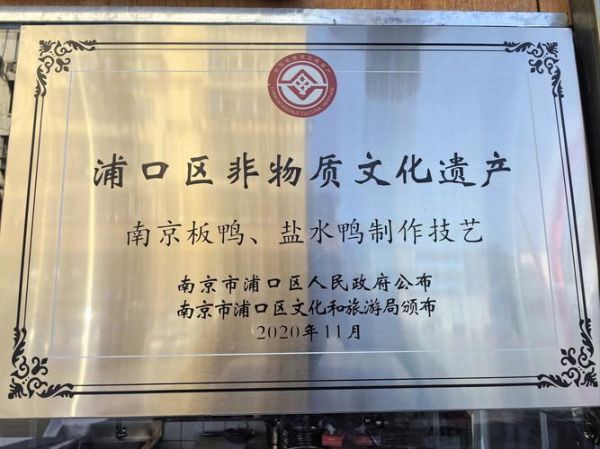 浦口区非物质文化遗产
南京板鸭、盐水鸭制作技艺
南京市浦口区人民政府公布
南京市浦口区文化和旅游局颁布
2020年11月